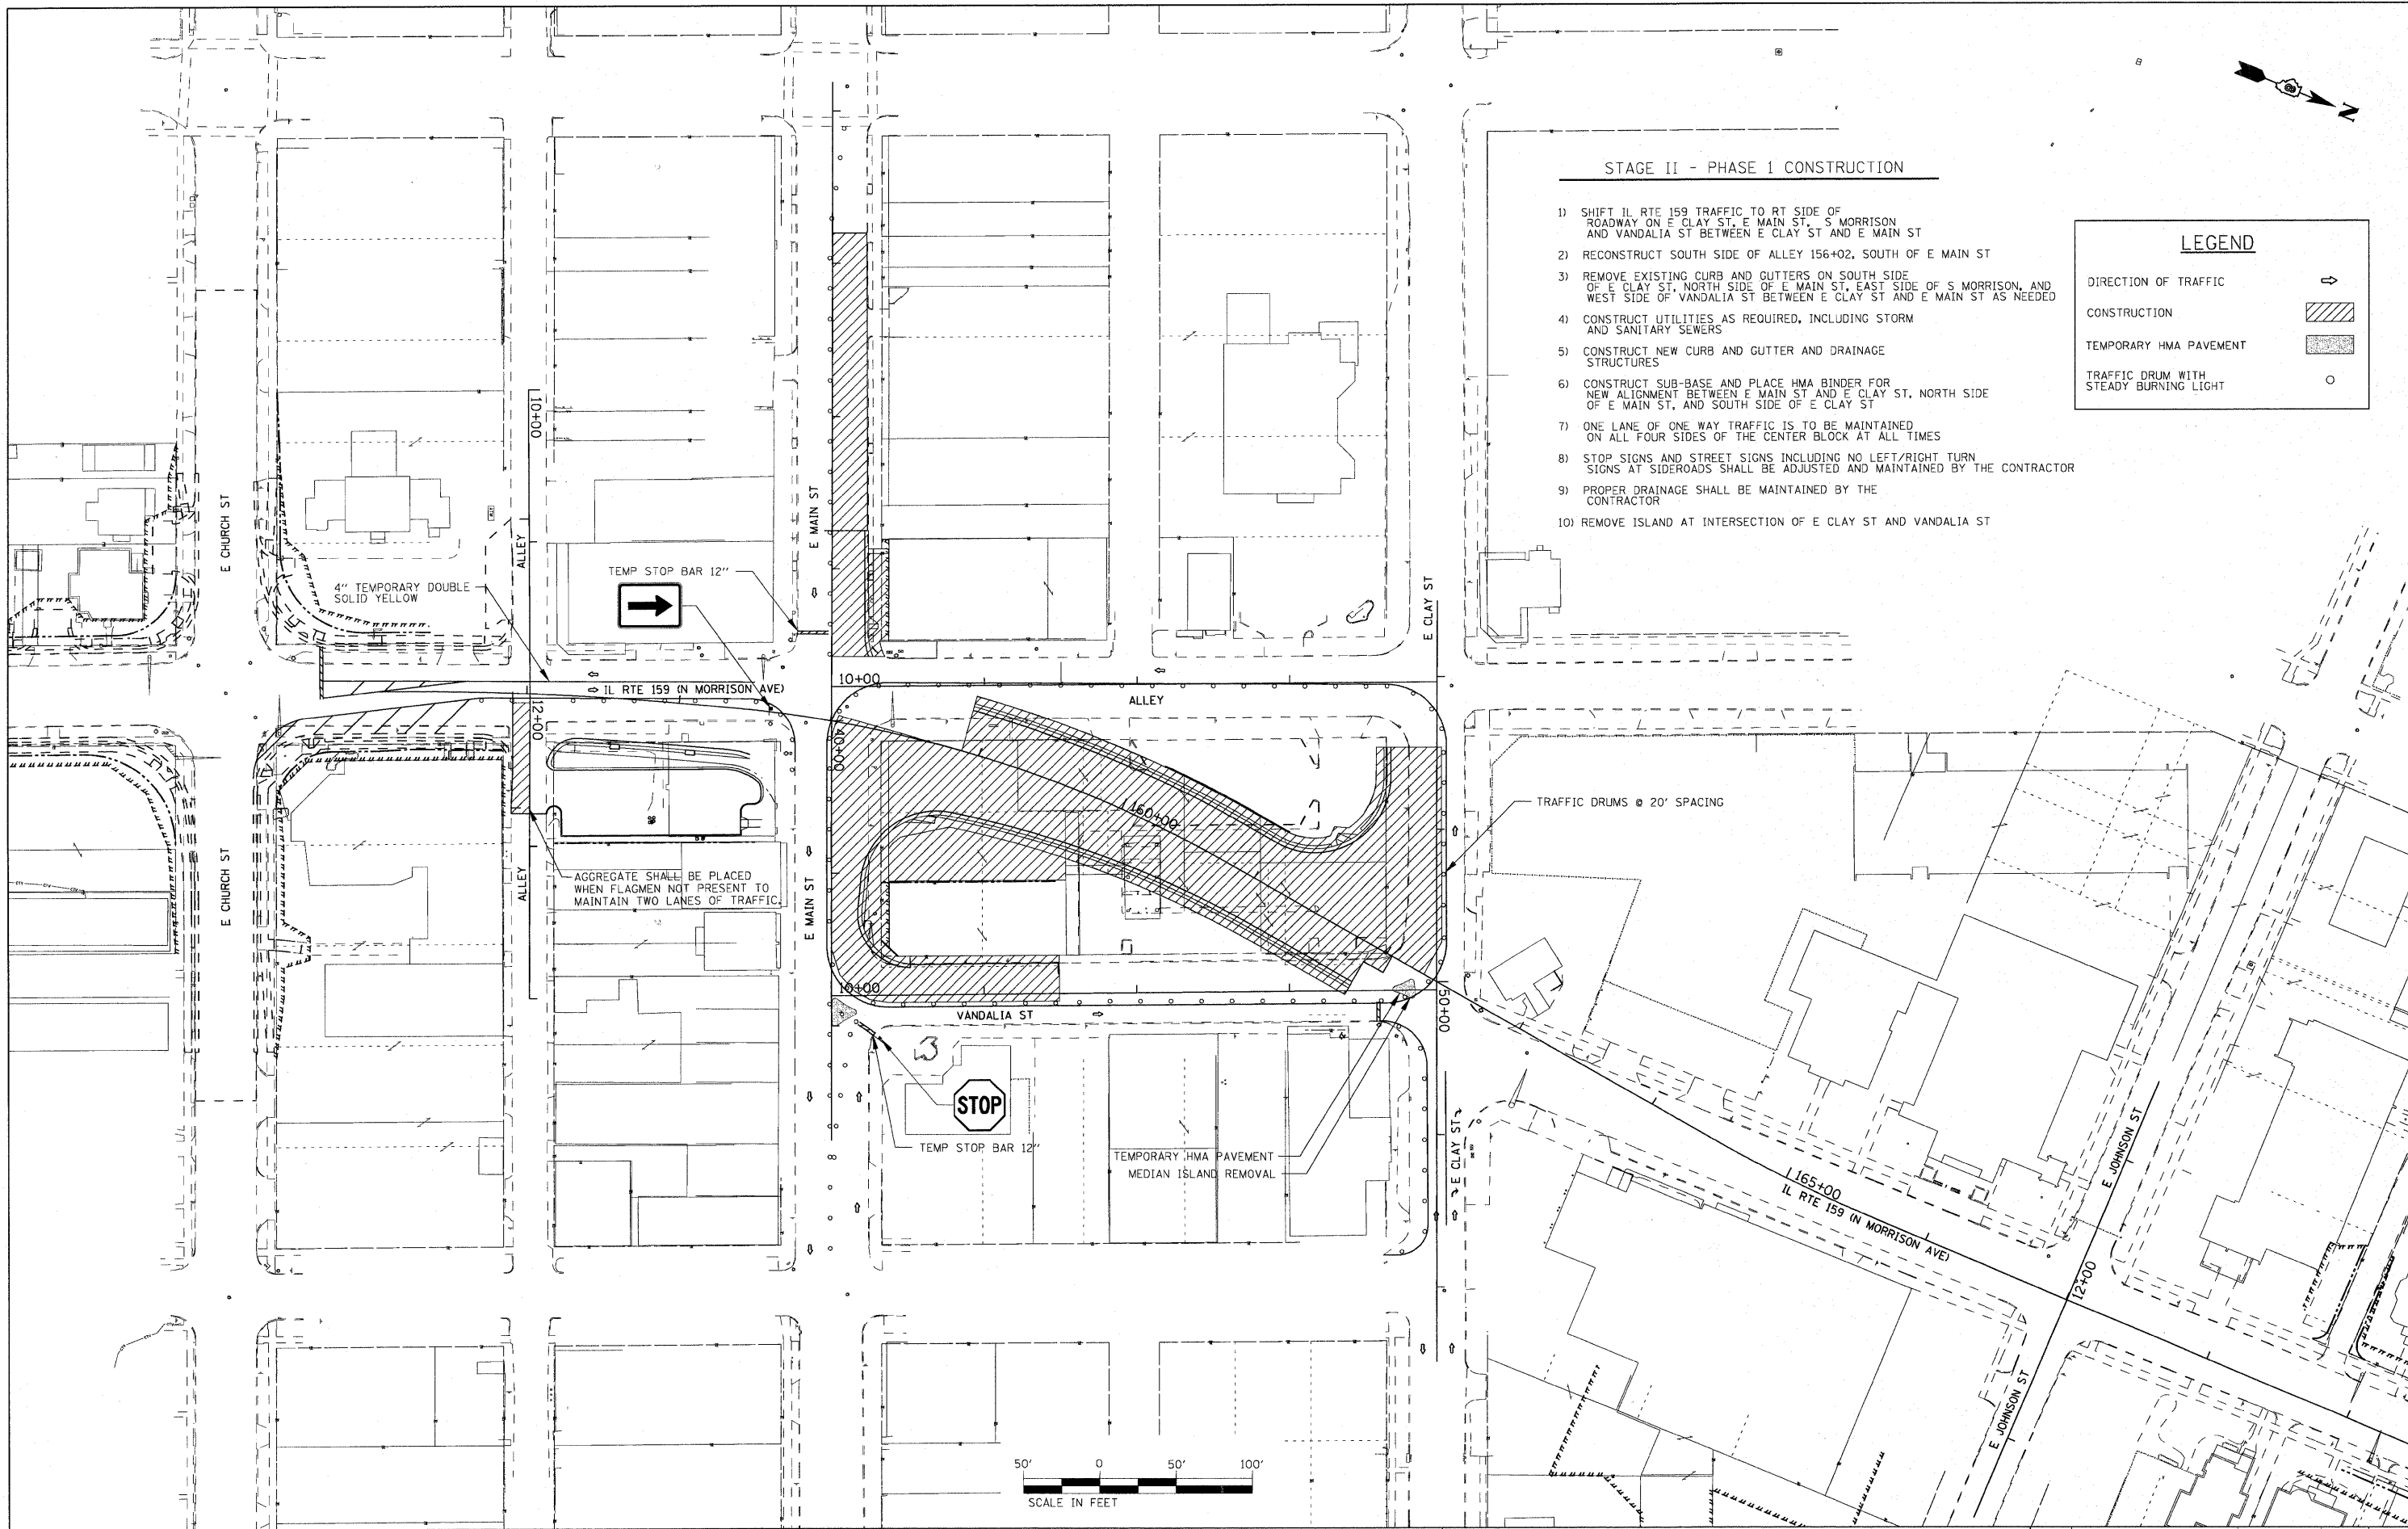 N
STAGE II - PHASE 1 CONSTRUCTION
1) SHIFT IL RTE 159 TRAFFIC TO RT SIDE OF
ROADWAY ON E CLAY ST, E MAIN ST, S MORRISON
AND VANDALIA ST BETWEEN E CLAY ST AND E MAIN ST
2) RECONSTRUCT SOUTH SIDE OF ALLEY 156+02, SOUTH OF E MAIN ST
3) REMOVE EXISTING CURB AND GUTTERS ON SOUTH SIDE
OF E CLAY ST, NORTH SIDE OF E MAIN ST, EAST SIDE OF S MORRISON, AND
WEST SIDE OF VANDALIA ST BETWEEN E CLAY ST AND E MAIN ST AS NEEDED
4) CONSTRUCT UTILITIES AS REQUIRED, INCLUDING STORM
AND SANITARY SEWERS
5) CONSTRUCT NEW CURB AND GUTTER AND DRAINAGE
STRUCTURES
6) CONSTRUCT SUB-BASE AND PLACE HMA BINDER FOR
NEW ALIGNMENT BETWEEN E MAIN ST AND E CLAY ST, NORTH SIDE
OF E MAIN ST, AND SOUTH SIDE OF E CLAY ST
7) ONE LANE OF ONE WAY TRAFFIC IS TO BE MAINTAINED
ON ALL FOUR SIDES OF THE CENTER BLOCK AT ALL TIMES
8) STOP SIGNS AND STREET SIGNS INCLUDING NO LEFT/RIGHT TURN
SIGNS AT SIDEROADS SHALL BE ADJUSTED AND MAINTAINED BY THE CONTRACTOR
9) PROPER DRAINAGE SHALL BE MAINTAINED BY THE
CONTRACTOR
10) REMOVE ISLAND AT INTERSECTION OF E CLAY ST AND VANDALIA ST
LEGEND
DIRECTION OF TRAFFIC
CONSTRUCTION
TEMPORARY HMA PAVEMENT
TRAFFIC DRUM WITH
STEADY BURNING LIGHT
10+00
E CHURCH ST
ALLEY
E MAIN ST
E CLAY ST
4" TEMPORARY DOUBLE
SOLID YELLOW
TEMP STOP BAR 12"
IL RTE 159 (N MORRISON AVE)
12+00
10+00
ALLEY
40+00
160+00
TRAFFIC DRUMS @ 20' SPACING
AGGREGATE SHALL BE PLACED
WHEN FLAGMEN NOT PRESENT TO
MAINTAIN TWO LANES OF TRAFFIC.
E CHURCH ST
ALLEY
E MAIN ST
10+00
VANDALIA ST
50+00
STOP
TEMP STOP BAR 12"
TEMPORARY HMA PAVEMENT
MEDIAN ISLAND REMOVAL
E CLAY ST
165+00
IL RTE 159 (N MORRISON AVE)
E JOHNSON ST
12+00
E JOHNSON ST
50' 0 50' 100'
SCALE IN FEET